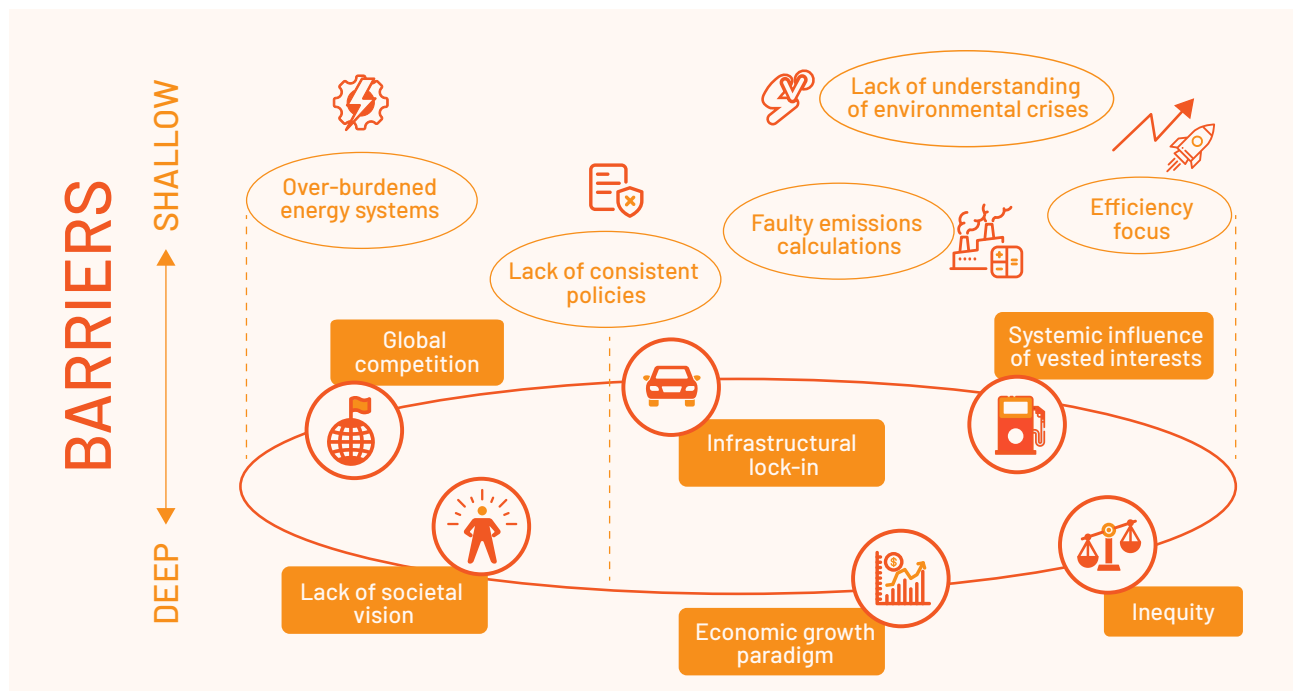 BARRIERS
SHALLOW
DEEP
Over-burdened
energy systems
Lack of consistent
policies
Lack of understanding
of environmental crises
Faulty emissions
calculations
Efficiency
focus
Global
competition
Infrastructural
lock-in
Systemic influence
of vested interests
Lack of societal
vision
Economic growth
paradigm
$
Inequity